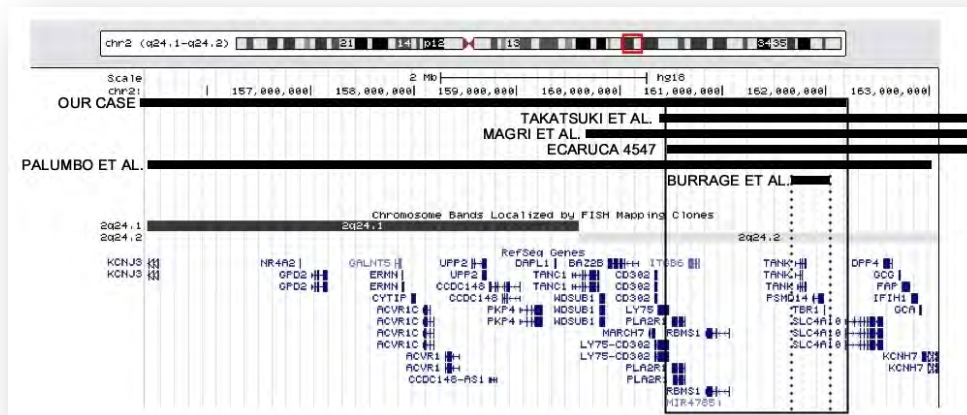 chr2 (q24.1-q24.2) 21 14 p12 13 34 35
Scale 2 Mb hg18
chr2: 157,000,000 158,000,000 159,000,000 160,000,000 161,000,000 162,000,000 163,000,000
OUR CASE
TAKATSUKI ET AL.
MAGRI ET AL.
ECARUCA 4547
PALUMBO ET AL.
BURRAGE ET AL.
Chromosome Bands Localized by FISH Mapping Clones
2q24.1 2q24.1
2q24.2 2q24.2
RefSeq Genes
KCNJ3 NR4A2 GALNT5 UPP2 DAPL1 BAZ2B ITGB6 TANK DPP4
KCNJ3 GPD2 ERMN UPP2 TANC1 CD302 TANK GCG
GPD2 ERMN CCDC148 TANC1 CD302 TANK FAP
CYTIP CCDC148 WDSUB1 CD302 PSMD14 IFIH1
ACVR1C PKP4 WDSUB1 LY75 TBR1 GCA
ACVR1C PKP4 WDSUB1 PLA2R1 SLC4A10
ACVR1C MARCH7 RBMS1 SLC4A10
ACVR1C LY75-CD302 SLC4A10
ACVR1 LY75-CD302 KCNH7
ACVR1 PLA2R1 KCNH7
CCDC148-AS1 PLA2R1
RBMS1
MIR4785